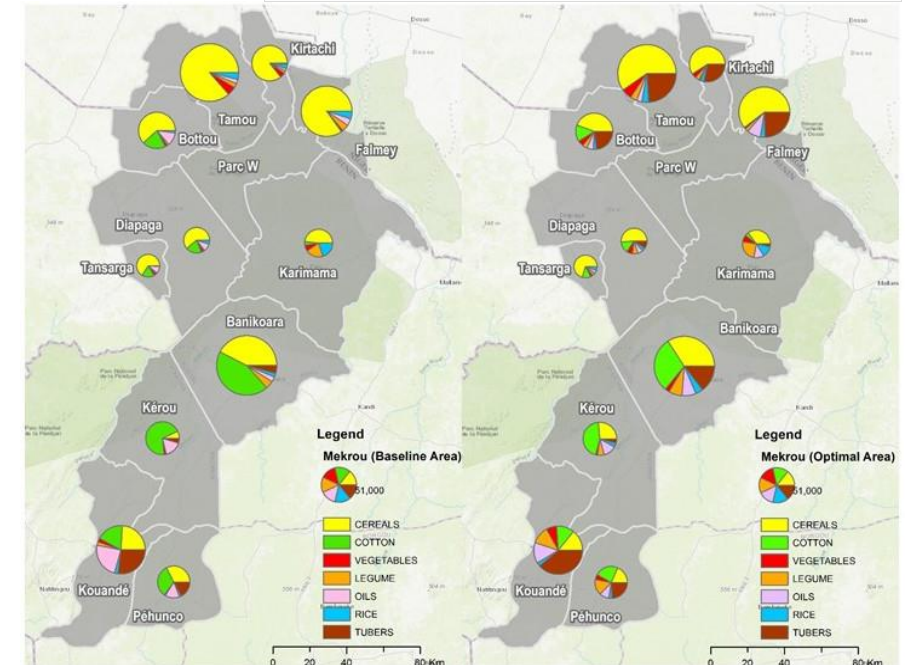 Kirtachi
Tamou
Bottou
Falmey
Parc W
Diapaga
Tansarga
Karimama
Banikoara
Kérou
Kandi
Kouandé
Péhunco
Legend
Mekrou (Baseline Area)
51,000
CEREALS
COTTON
VEGETABLES
LEGUME
OILS
RICE
TUBERS
0 20 40 80 Km
Kirtachi
Tamou
Bottou
Falmey
Parc W
Diapaga
Tansarga
Karimama
Banikoara
Kérou
Kandi
Kouandé
Péhunco
Legend
Mekrou (Optimal Area)
51,000
CEREALS
COTTON
VEGETABLES
LEGUME
OILS
RICE
TUBERS
0 20 40 80 Km